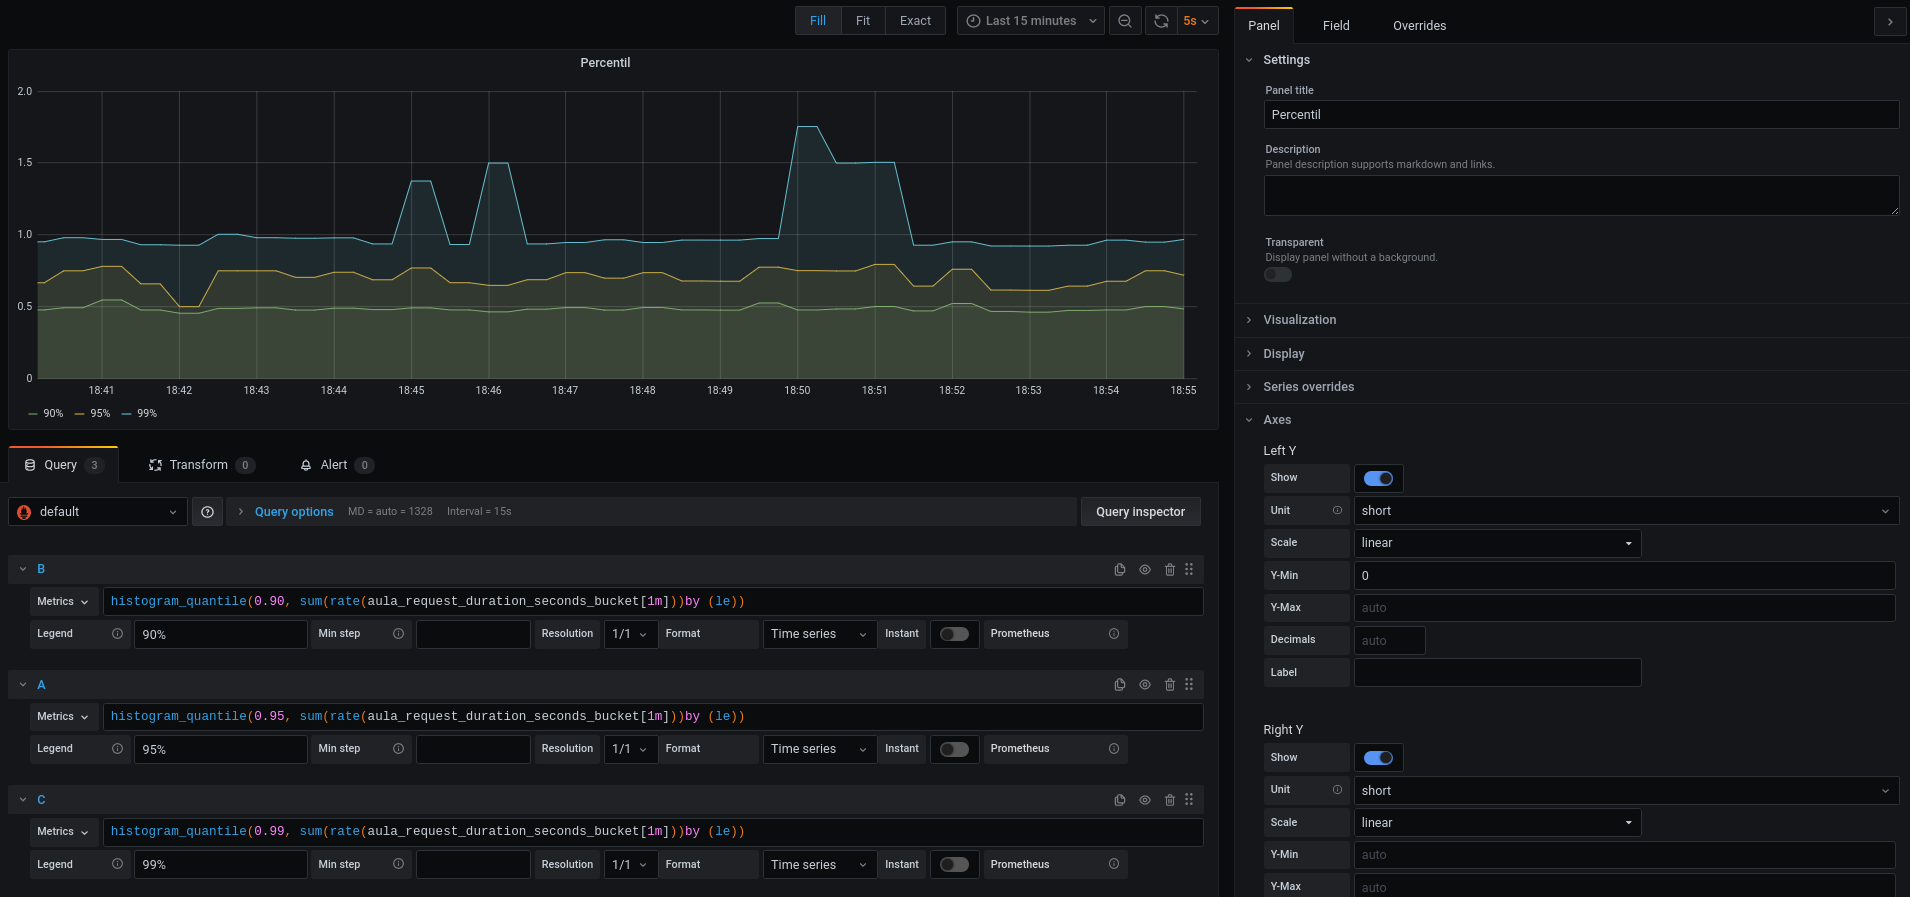 Fill Fit Exact Last 15 minutes 5s
Percentil
2.0
1.5
1.0
0.5
0
18:41 18:42 18:43 18:44 18:45 18:46 18:47 18:48 18:49 18:50 18:51 18:52 18:53 18:54 18:55
90% 95% 99%
Query 3 Transform 0 Alert 0
default Query options MD = auto = 1328 Interval = 15s Query inspector
B
Metrics histogram_quantile(0.90, sum(rate(aula_request_duration_seconds_bucket[1m]))by (le))
Legend 90% Min step Resolution 1/1 Format Time series Instant Prometheus
A
Metrics histogram_quantile(0.95, sum(rate(aula_request_duration_seconds_bucket[1m]))by (le))
Legend 95% Min step Resolution 1/1 Format Time series Instant Prometheus
C
Metrics histogram_quantile(0.99, sum(rate(aula_request_duration_seconds_bucket[1m]))by (le))
Legend 99% Min step Resolution 1/1 Format Time series Instant Prometheus
Panel Field Overrides
Settings
Panel title
Percentil
Description
Panel description supports markdown and links.
Transparent
Display panel without a background.
Visualization
Display
Series overrides
Axes
Left Y
Show
Unit short
Scale linear
Y-Min 0
Y-Max auto
Decimals auto
Label
Right Y
Show
Unit short
Scale linear
Y-Min auto
Y-Max auto